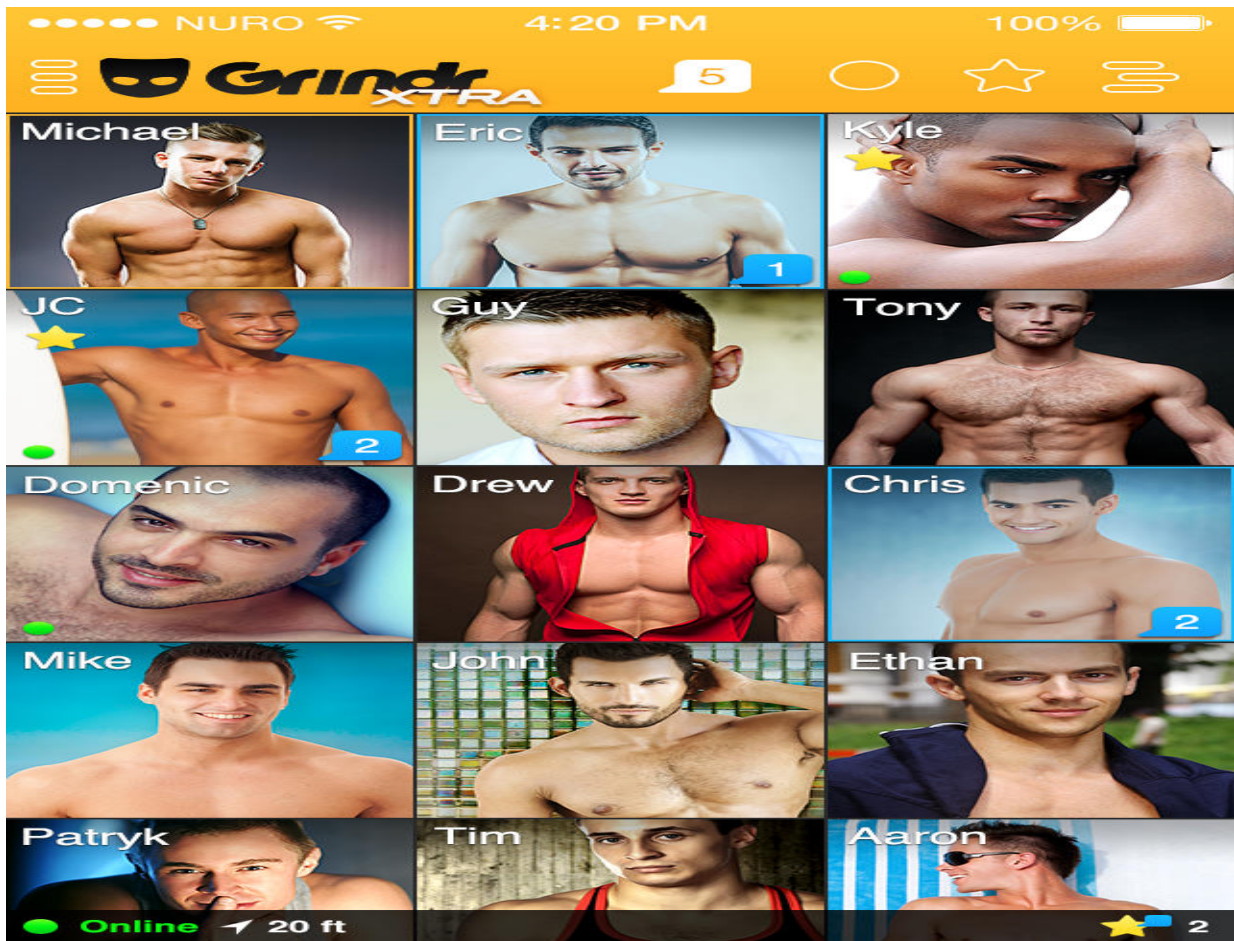 NURO 4:20 PM 100%
Grindr XTRA 5
Michael Eric Kyle
1
JC Guy Tony
2
Domenic Drew Chris
2
Mike John Ethan
Patryk Tim Aaron
Online 20 ft 2